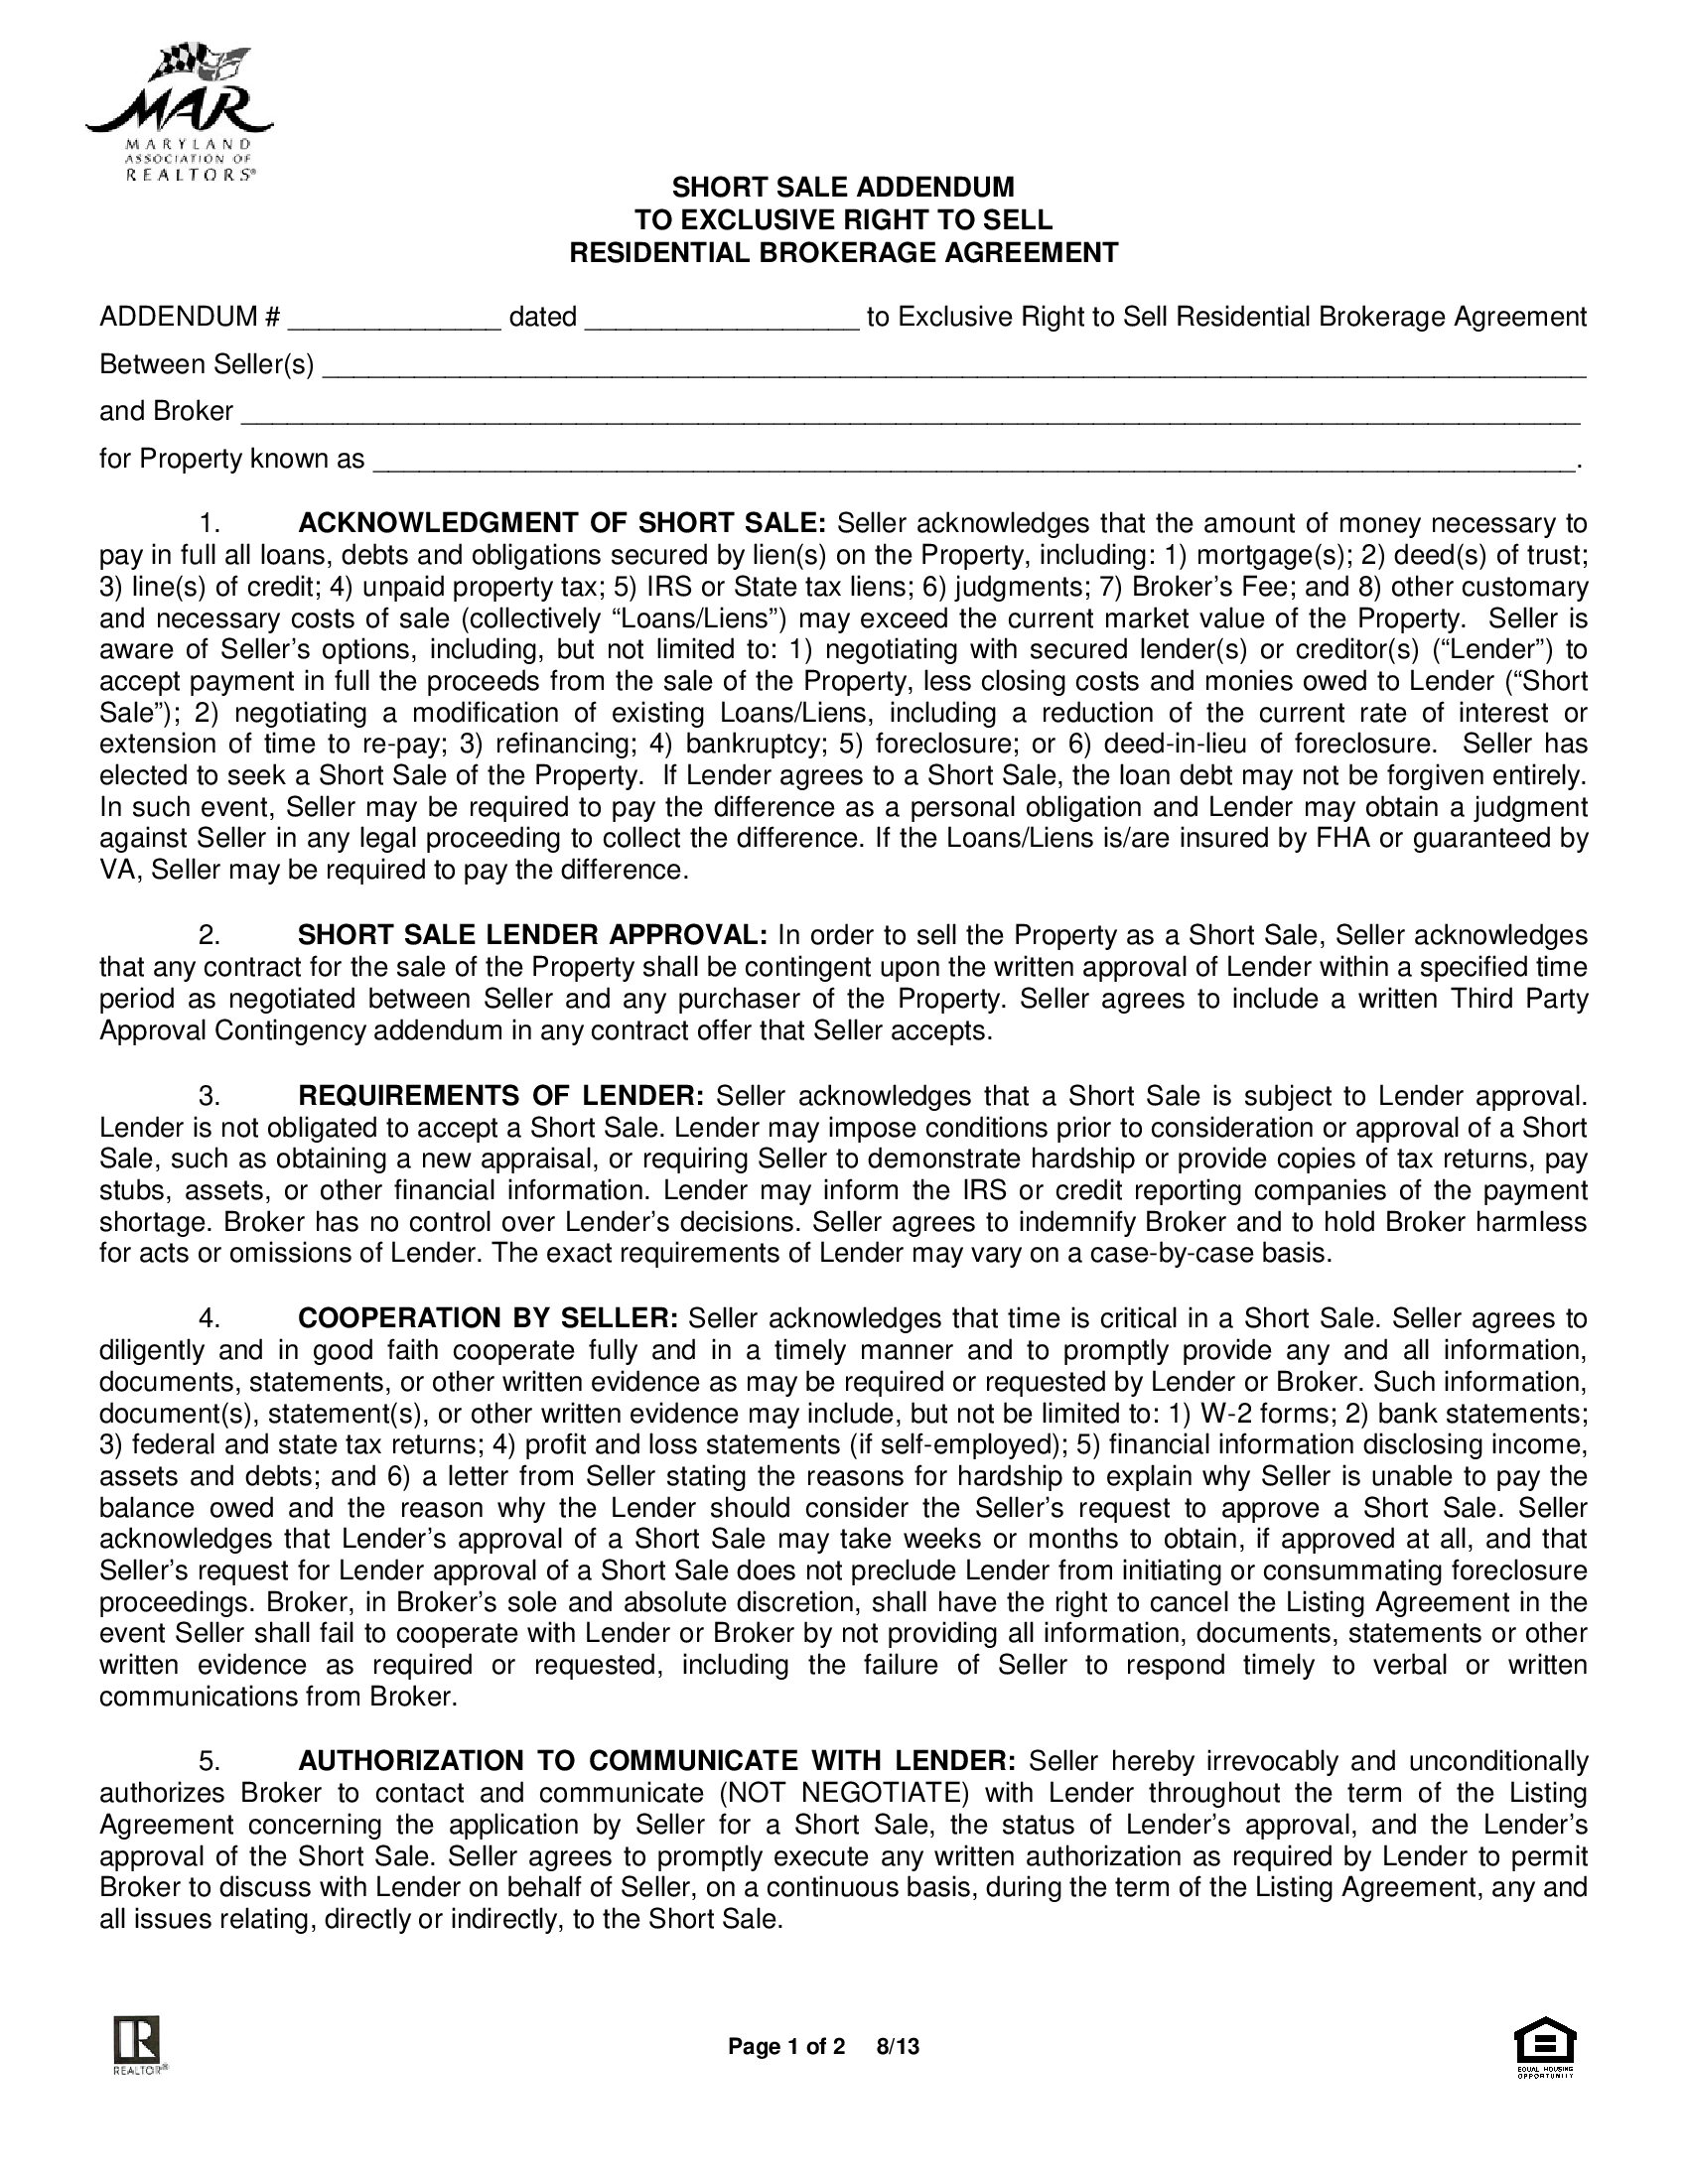 MAR
MARYLAND
ASSOCIATION OF
REALTORS®
SHORT SALE ADDENDUM
TO EXCLUSIVE RIGHT TO SELL
RESIDENTIAL BROKERAGE AGREEMENT
ADDENDUM # ______________ dated __________________ to Exclusive Right to Sell Residential Brokerage Agreement
Between Seller(s) ___________________________________________________________________________________
and Broker ________________________________________________________________________________________
for Property known as _______________________________________________________________________________.
1. ACKNOWLEDGMENT OF SHORT SALE: Seller acknowledges that the amount of money necessary to
pay in full all loans, debts and obligations secured by lien(s) on the Property, including: 1) mortgage(s); 2) deed(s) of trust;
3) line(s) of credit; 4) unpaid property tax; 5) IRS or State tax liens; 6) judgments; 7) Broker’s Fee; and 8) other customary
and necessary costs of sale (collectively “Loans/Liens”) may exceed the current market value of the Property. Seller is
aware of Seller’s options, including, but not limited to: 1) negotiating with secured lender(s) or creditor(s) (“Lender”) to
accept payment in full the proceeds from the sale of the Property, less closing costs and monies owed to Lender (“Short
Sale”); 2) negotiating a modification of existing Loans/Liens, including a reduction of the current rate of interest or
extension of time to re-pay; 3) refinancing; 4) bankruptcy; 5) foreclosure; or 6) deed-in-lieu of foreclosure. Seller has
elected to seek a Short Sale of the Property. If Lender agrees to a Short Sale, the loan debt may not be forgiven entirely.
In such event, Seller may be required to pay the difference as a personal obligation and Lender may obtain a judgment
against Seller in any legal proceeding to collect the difference. If the Loans/Liens is/are insured by FHA or guaranteed by
VA, Seller may be required to pay the difference.
2. SHORT SALE LENDER APPROVAL: In order to sell the Property as a Short Sale, Seller acknowledges
that any contract for the sale of the Property shall be contingent upon the written approval of Lender within a specified time
period as negotiated between Seller and any purchaser of the Property. Seller agrees to include a written Third Party
Approval Contingency addendum in any contract offer that Seller accepts.
3. REQUIREMENTS OF LENDER: Seller acknowledges that a Short Sale is subject to Lender approval.
Lender is not obligated to accept a Short Sale. Lender may impose conditions prior to consideration or approval of a Short
Sale, such as obtaining a new appraisal, or requiring Seller to demonstrate hardship or provide copies of tax returns, pay
stubs, assets, or other financial information. Lender may inform the IRS or credit reporting companies of the payment
shortage. Broker has no control over Lender’s decisions. Seller agrees to indemnify Broker and to hold Broker harmless
for acts or omissions of Lender. The exact requirements of Lender may vary on a case-by-case basis.
4. COOPERATION BY SELLER: Seller acknowledges that time is critical in a Short Sale. Seller agrees to
diligently and in good faith cooperate fully and in a timely manner and to promptly provide any and all information,
documents, statements, or other written evidence as may be required or requested by Lender or Broker. Such information,
document(s), statement(s), or other written evidence may include, but not be limited to: 1) W-2 forms; 2) bank statements;
3) federal and state tax returns; 4) profit and loss statements (if self-employed); 5) financial information disclosing income,
assets and debts; and 6) a letter from Seller stating the reasons for hardship to explain why Seller is unable to pay the
balance owed and the reason why the Lender should consider the Seller’s request to approve a Short Sale. Seller
acknowledges that Lender’s approval of a Short Sale may take weeks or months to obtain, if approved at all, and that
Seller’s request for Lender approval of a Short Sale does not preclude Lender from initiating or consummating foreclosure
proceedings. Broker, in Broker’s sole and absolute discretion, shall have the right to cancel the Listing Agreement in the
event Seller shall fail to cooperate with Lender or Broker by not providing all information, documents, statements or other
written evidence as required or requested, including the failure of Seller to respond timely to verbal or written
communications from Broker.
5. AUTHORIZATION TO COMMUNICATE WITH LENDER: Seller hereby irrevocably and unconditionally
authorizes Broker to contact and communicate (NOT NEGOTIATE) with Lender throughout the term of the Listing
Agreement concerning the application by Seller for a Short Sale, the status of Lender’s approval, and the Lender’s
approval of the Short Sale. Seller agrees to promptly execute any written authorization as required by Lender to permit
Broker to discuss with Lender on behalf of Seller, on a continuous basis, during the term of the Listing Agreement, any and
all issues relating, directly or indirectly, to the Short Sale.
REALTOR®
Page 1 of 2 8/13
EQUAL HOUSING
OPPORTUNITY